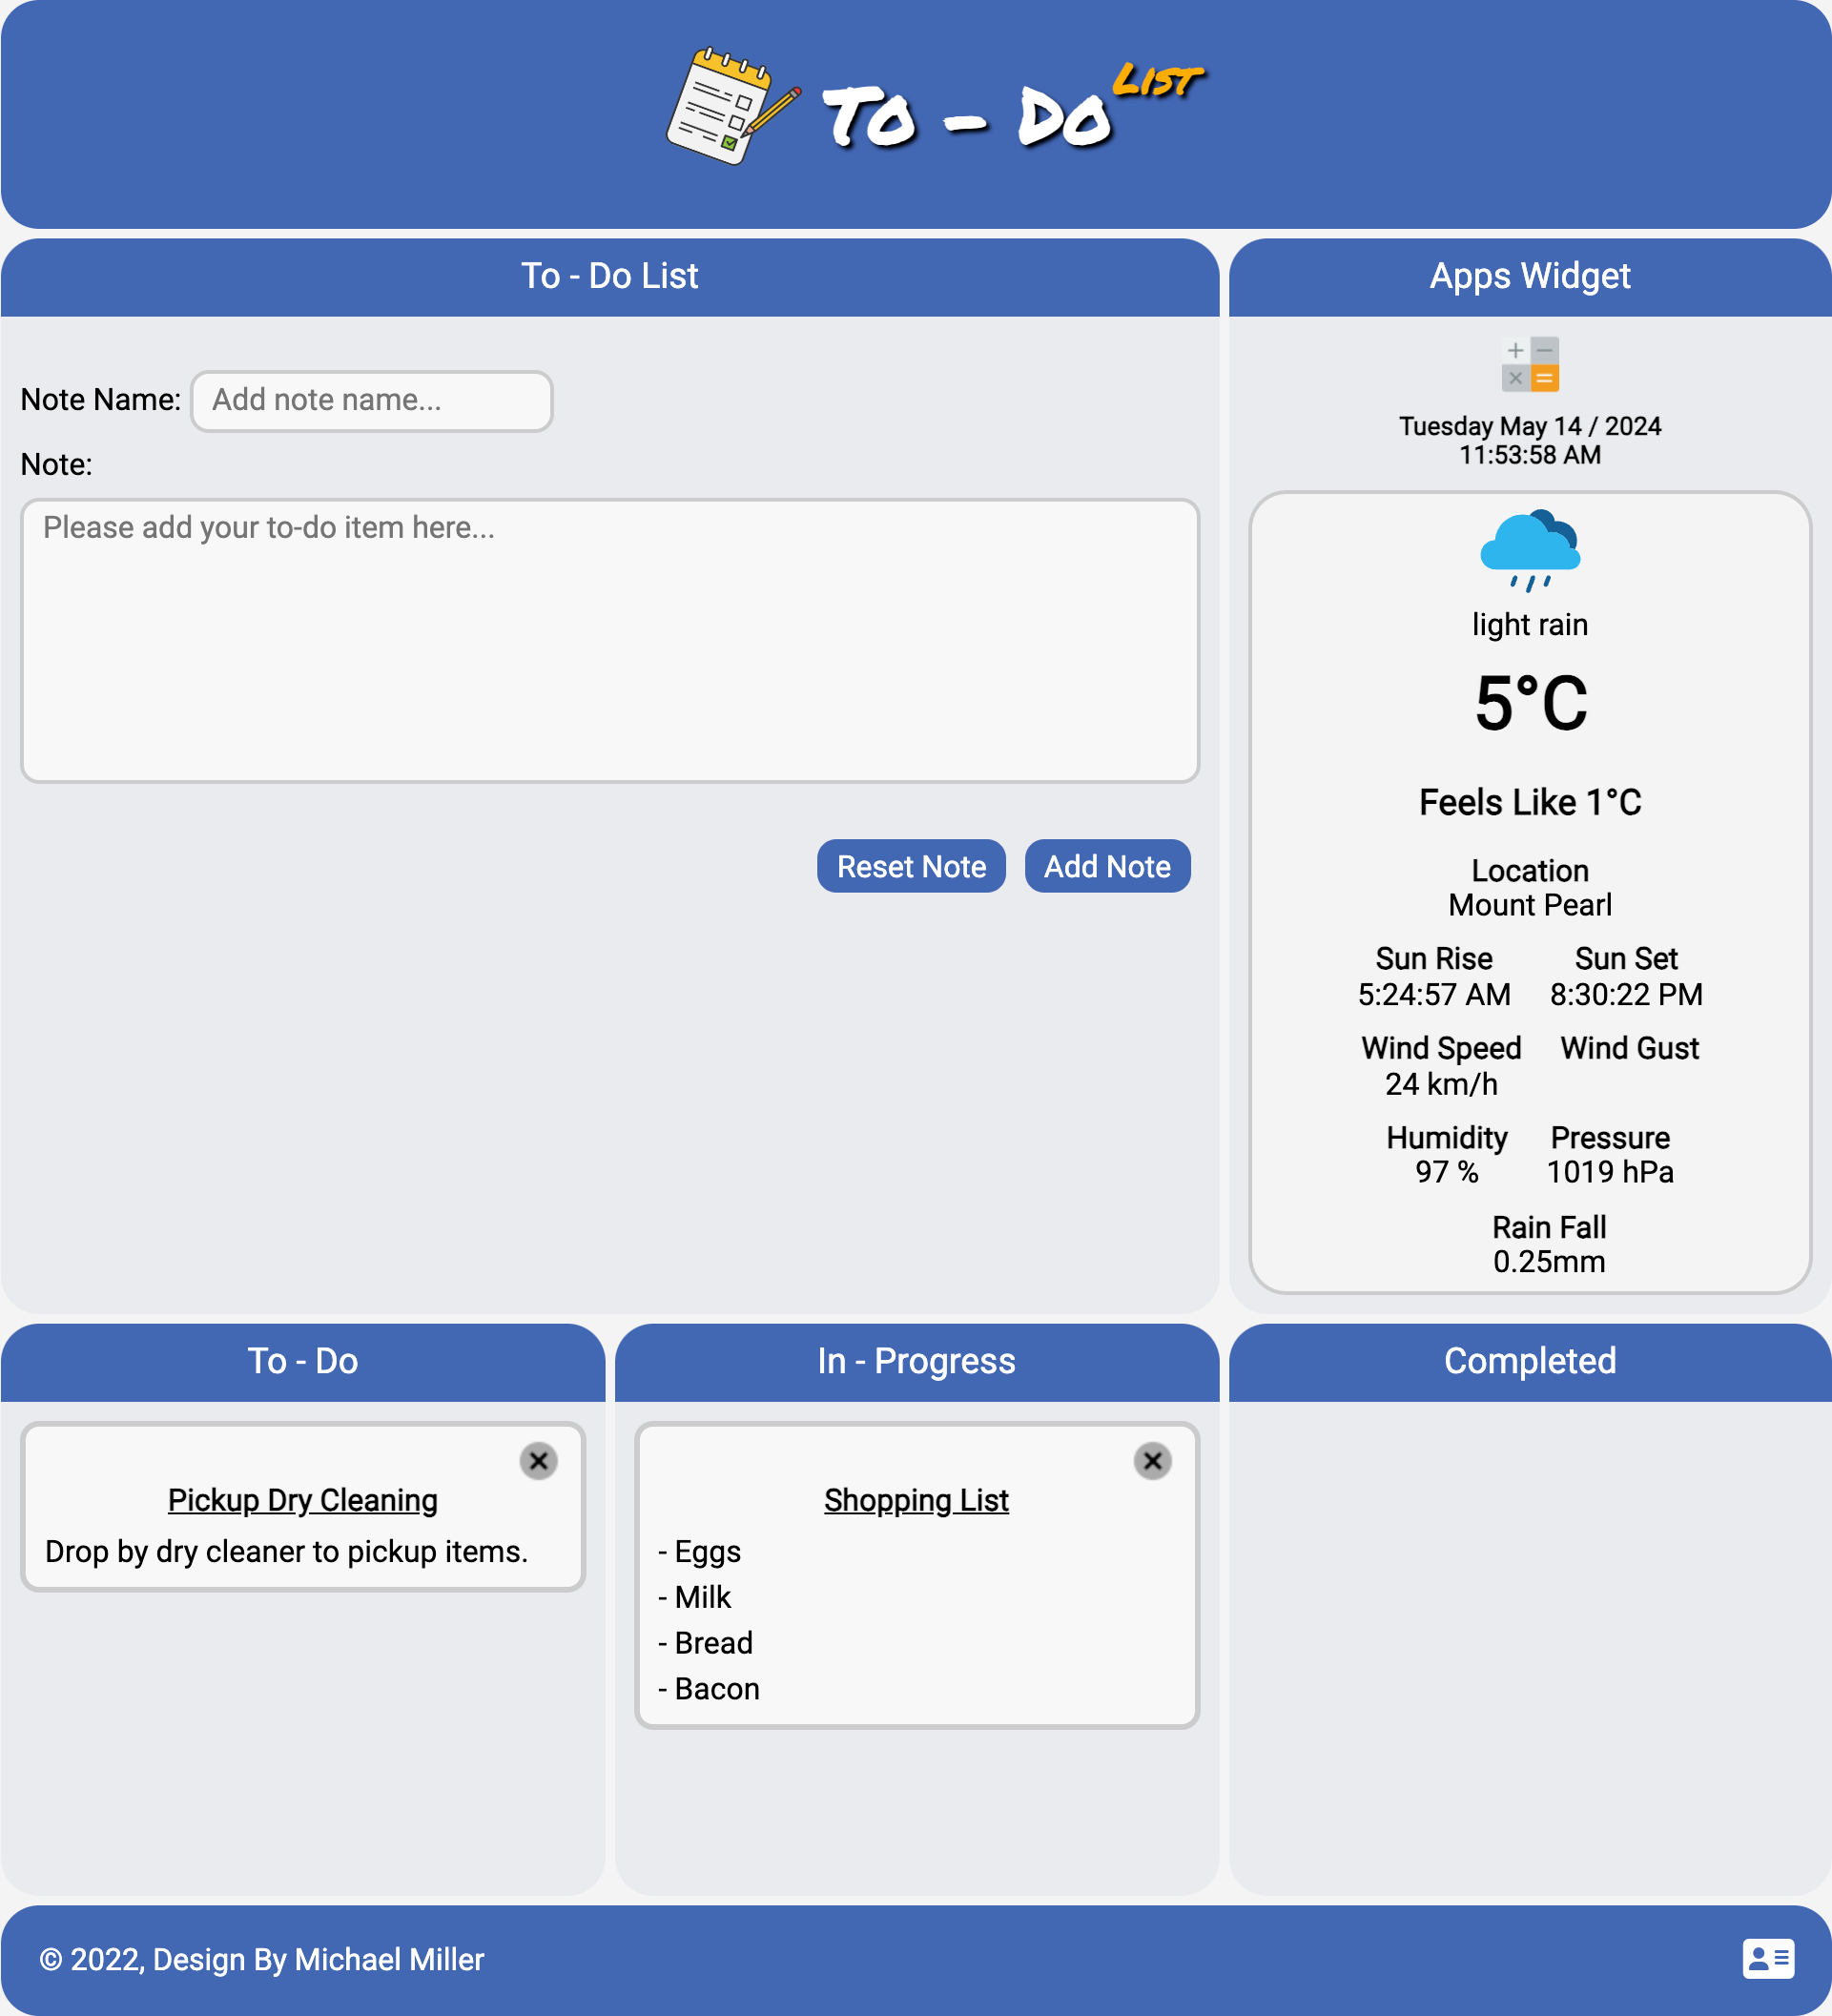 To - Do List
To - Do List
Note Name: Add note name...
Note:
Please add your to-do item here...
Reset Note Add Note
Apps Widget
Tuesday May 14 / 2024
11:53:58 AM
light rain
5°C
Feels Like 1°C
Location
Mount Pearl
Sun Rise Sun Set
5:24:57 AM 8:30:22 PM
Wind Speed Wind Gust
24 km/h
Humidity Pressure
97 % 1019 hPa
Rain Fall
0.25mm
To - Do
Pickup Dry Cleaning
Drop by dry cleaner to pickup items.
In - Progress
Shopping List
- Eggs
- Milk
- Bread
- Bacon
Completed
© 2022, Design By Michael Miller